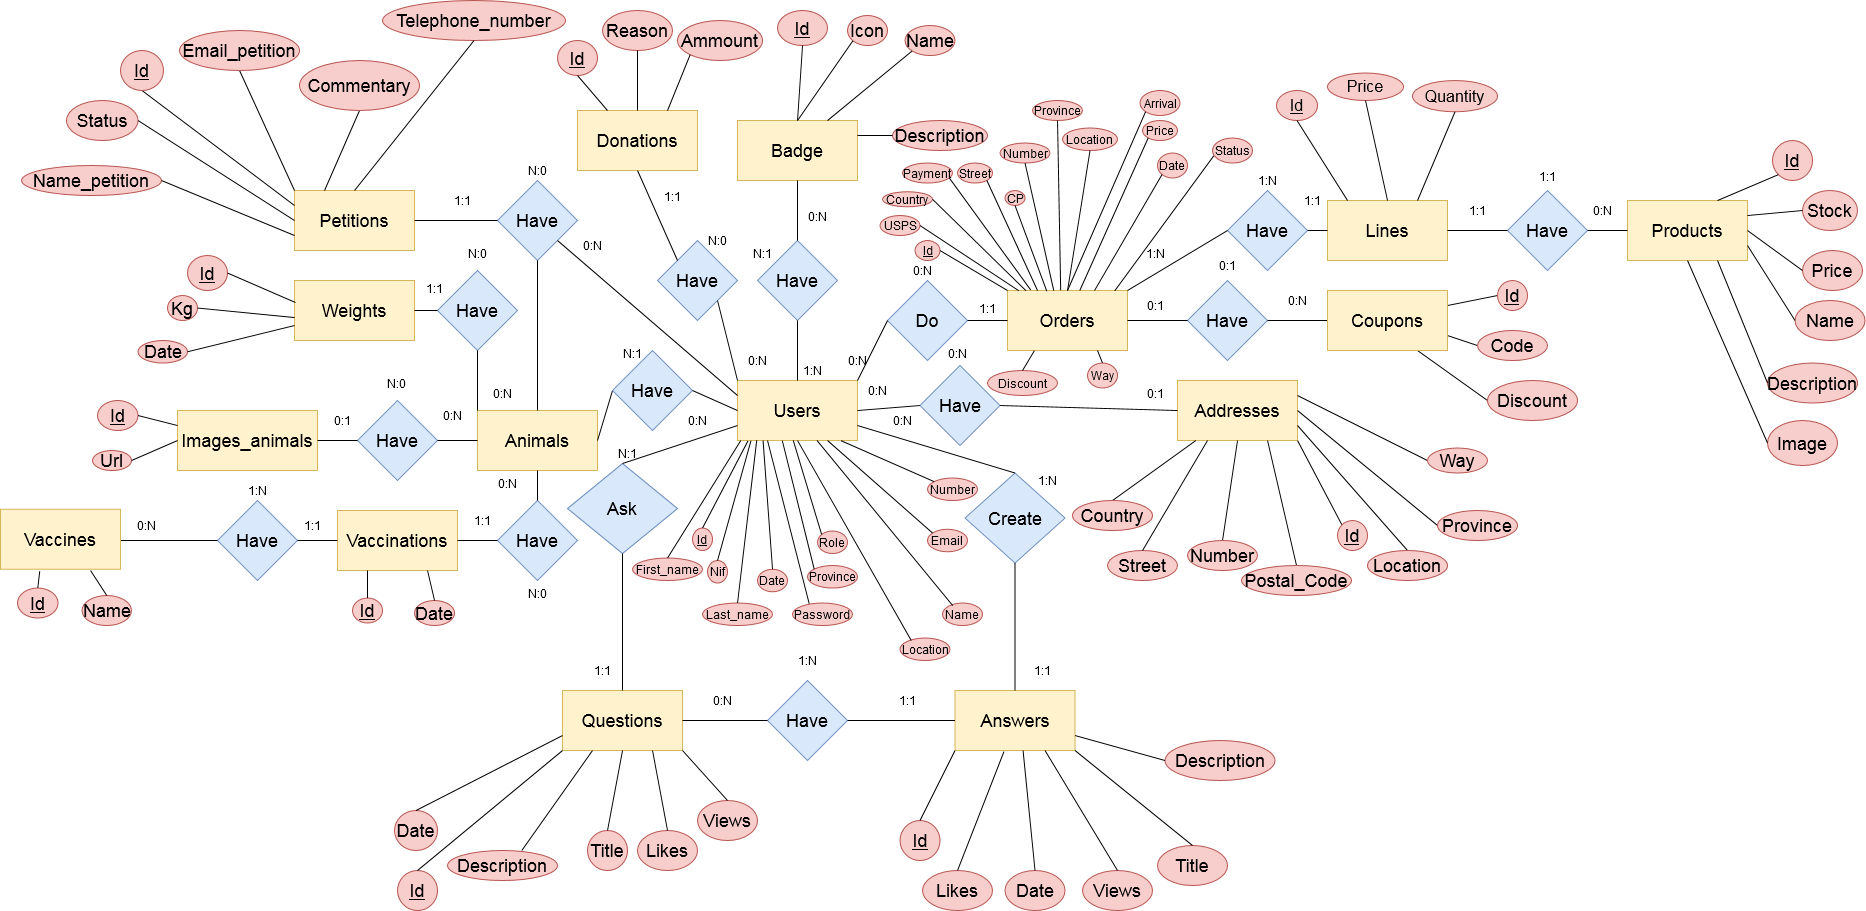 Telephone_number
Email_petition
Id
Commentary
Status
Name_petition
Petitions
1:1
N:0
Have
0:N
Id
Reason
Ammount
Donations
1:1
N:0
Have
0:N
Id
Icon
Name
Description
Badge
0:N
N:1
Have
1:N
Province
Arrival
Location
Price
Number
Date
Status
Payment
Street
CP
Country
USPS
Id
Orders
Discount
Way
0:N
Do
1:1
0:N
1:N
1:N
Have
1:1
Id
Price
Quantity
Lines
1:1
1:1
Have
0:N
Products
Id
Stock
Price
Name
Description
Image
0:1
0:1
Have
0:N
Coupons
Id
Code
Discount
Id
Kg
Date
Weights
1:1
N:0
Have
0:N
N:1
Have
0:N
Users
0:N
0:N
Have
0:1
Addresses
Way
Province
Location
Id
Postal_Code
Number
Street
Country
Id
Url
Images_animals
0:1
N:0
Have
0:N
Animals
0:N
Have
N:0
1:1
Vaccinations
Id
Date
1:1
1:N
Have
0:N
Vaccines
Id
Name
N:1
Ask
1:1
First_name
Id
Nif
Last_name
Date
Password
Province
Role
Location
Name
Email
Number
0:N
1:N
Create
1:1
Questions
0:N
1:N
Have
1:1
Answers
Date
Id
Description
Title
Likes
Views
Id
Likes
Date
Views
Title
Description